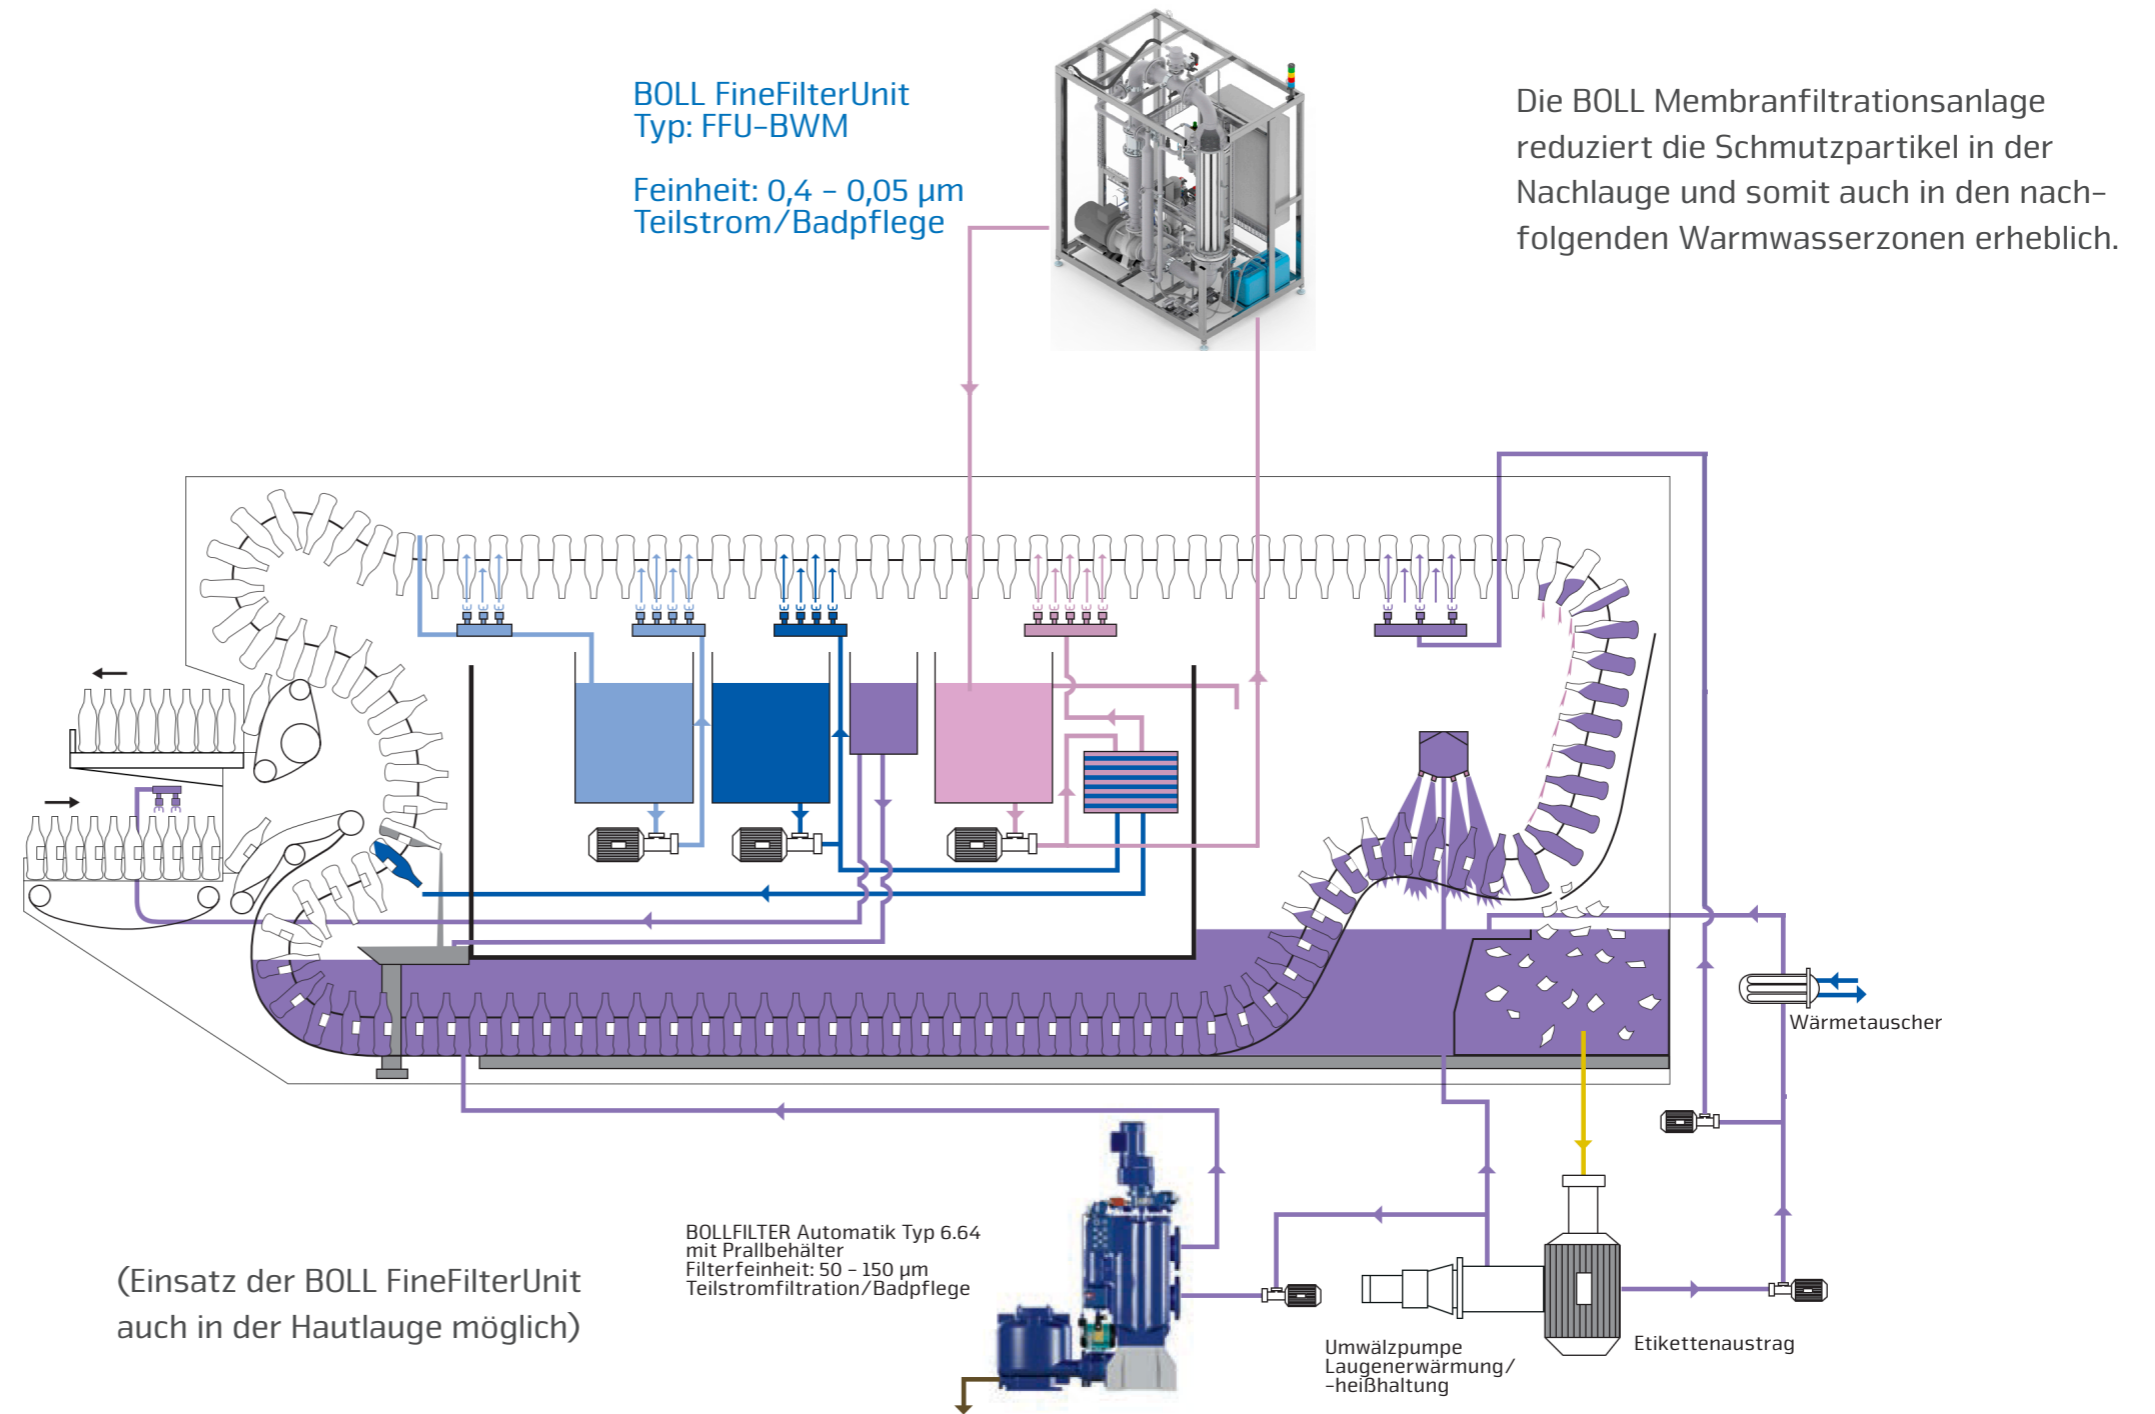 BOLL FineFilterUnit
Typ: FFU-BWM
Feinheit: 0,4 - 0,05 µm
Teilstrom/Badpflege
Die BOLL Membranfiltrationsanlage
reduziert die Schmutzpartikel in der
Nachlauge und somit auch in den nach-
folgenden Warmwasserzonen erheblich.
Wärmetauscher
BOLLFILTER Automatik Typ 6.64
mit Prallbehälter
Filterfeinheit: 50 - 150 µm
Teilstromfiltration/Badpflege
(Einsatz der BOLL FineFilterUnit
auch in der Hautlauge möglich)
Umwälzpumpe
Laugenerwärmung/
-heißhaltung
Etikettenaustrag